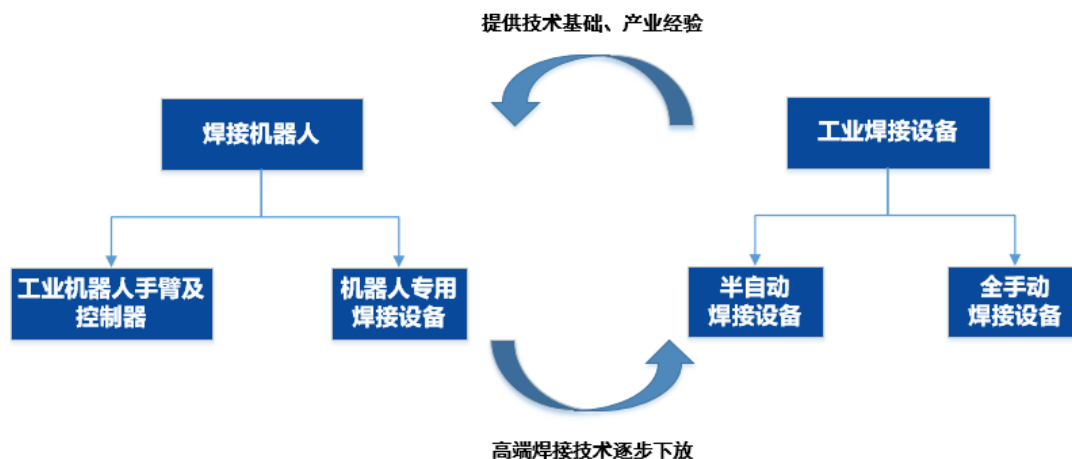 提供技术基础、产业经验
焊接机器人
工业焊接设备
工业机器人手臂及
控制器
机器人专用
焊接设备
半自动
焊接设备
全手动
焊接设备
高端焊接技术逐步下放